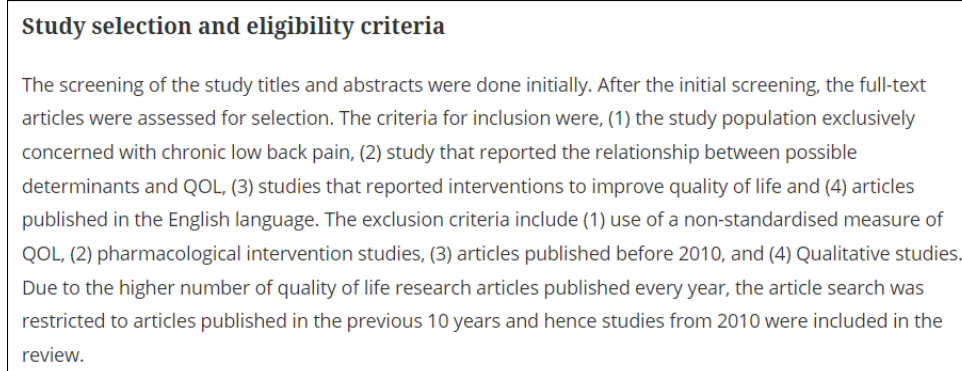 Study selection and eligibility criteria
The screening of the study titles and abstracts were done initially. After the initial screening, the full-text
articles were assessed for selection. The criteria for inclusion were, (1) the study population exclusively
concerned with chronic low back pain, (2) study that reported the relationship between possible
determinants and QOL, (3) studies that reported interventions to improve quality of life and (4) articles
published in the English language. The exclusion criteria include (1) use of a non-standardised measure of
QOL, (2) pharmacological intervention studies, (3) articles published before 2010, and (4) Qualitative studies.
Due to the higher number of quality of life research articles published every year, the article search was
restricted to articles published in the previous 10 years and hence studies from 2010 were included in the
review.